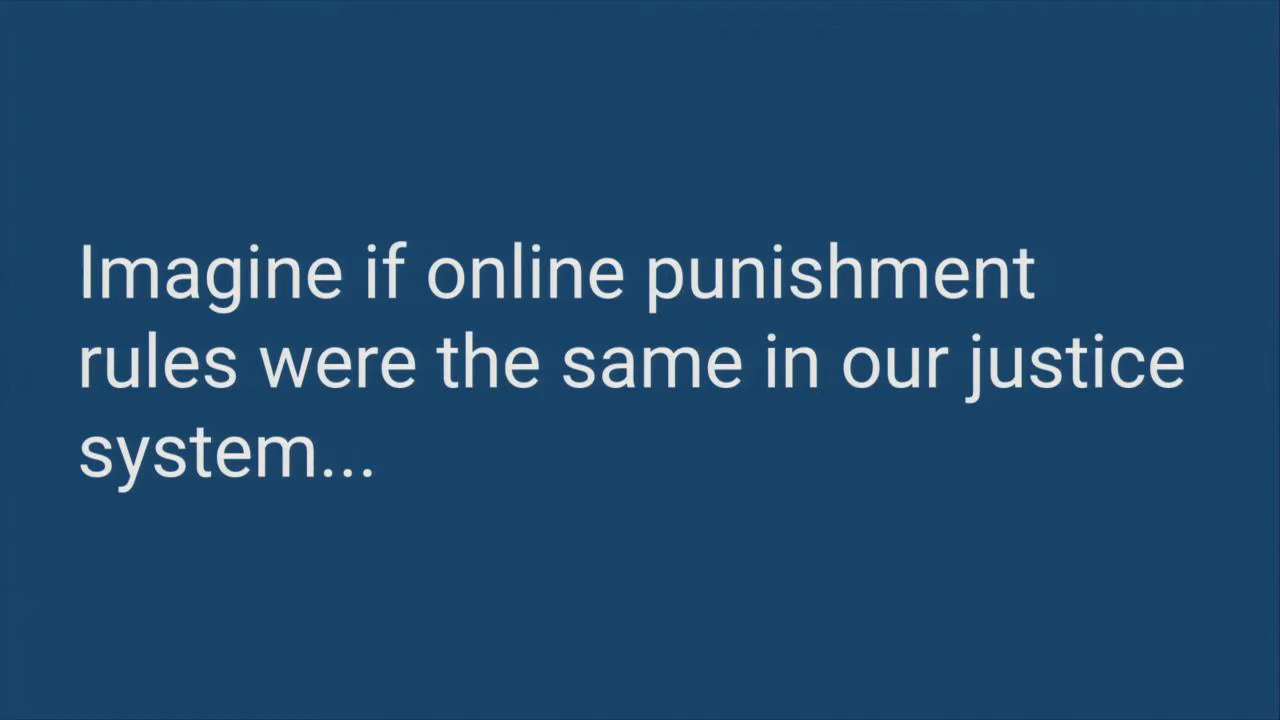 Imagine if online punishment
rules were the same in our justice
system...